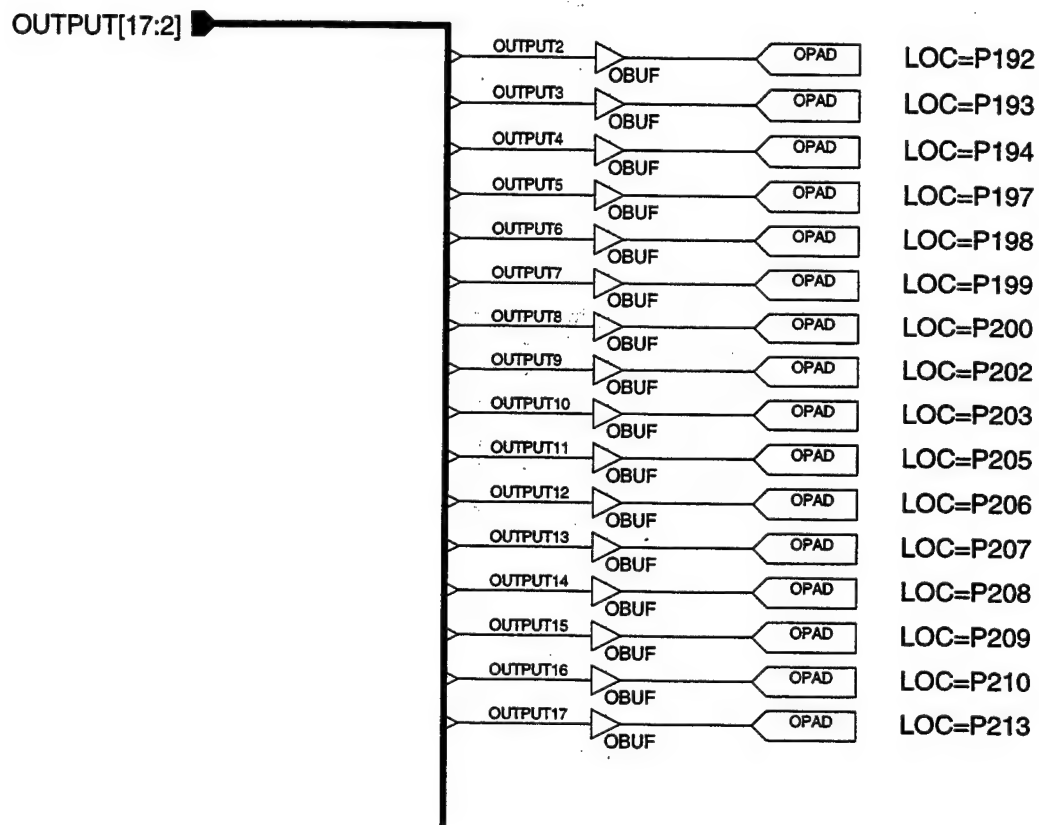 OUTPUT[17:2]
OUTPUT2 OBUF OPAD LOC=P192
OUTPUT3 OBUF OPAD LOC=P193
OUTPUT4 OBUF OPAD LOC=P194
OUTPUT5 OBUF OPAD LOC=P197
OUTPUT6 OBUF OPAD LOC=P198
OUTPUT7 OBUF OPAD LOC=P199
OUTPUT8 OBUF OPAD LOC=P200
OUTPUT9 OBUF OPAD LOC=P202
OUTPUT10 OBUF OPAD LOC=P203
OUTPUT11 OBUF OPAD LOC=P205
OUTPUT12 OBUF OPAD LOC=P206
OUTPUT13 OBUF OPAD LOC=P207
OUTPUT14 OBUF OPAD LOC=P208
OUTPUT15 OBUF OPAD LOC=P209
OUTPUT16 OBUF OPAD LOC=P210
OUTPUT17 OBUF OPAD LOC=P213